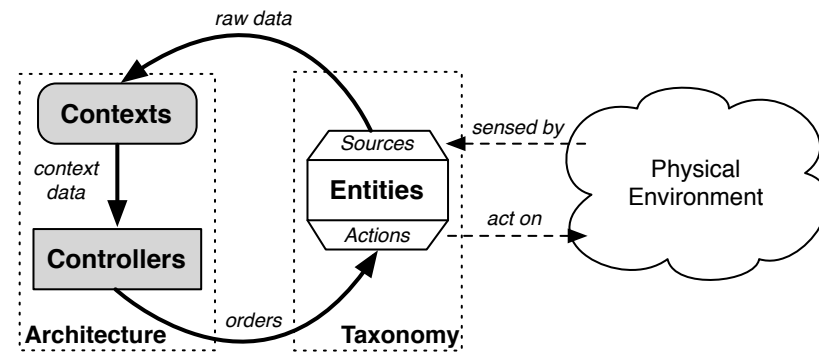 raw data
Contexts
context
data
Controllers
Architecture
orders
Sources
Entities
Actions
Taxonomy
sensed by
act on
Physical
Environment